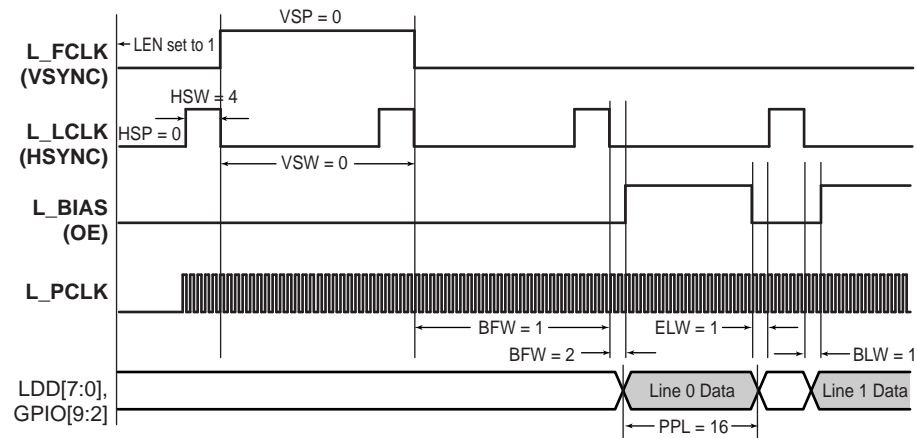 VSP = 0
L_FCLK
(VSYNC)
LEN set to 1
HSW = 4
L_LCLK
(HSYNC)
HSP = 0
VSW = 0
L_BIAS
(OE)
L_PCLK
BFW = 1
ELW = 1
BFW = 2
BLW = 1
LDD[7:0],
GPIO[9:2]
Line 0 Data
Line 1 Data
PPL = 16